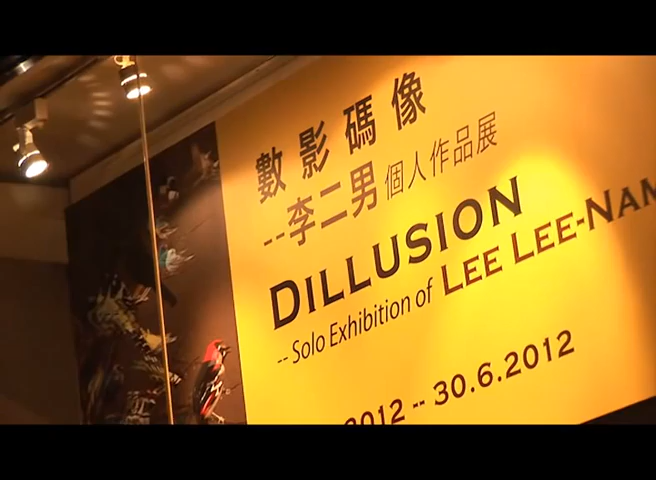 數影碼像
--李二男個人作品展
DILLUSION
-- Solo Exhibition of LEE LEE-NAM
2012 -- 30.6.2012